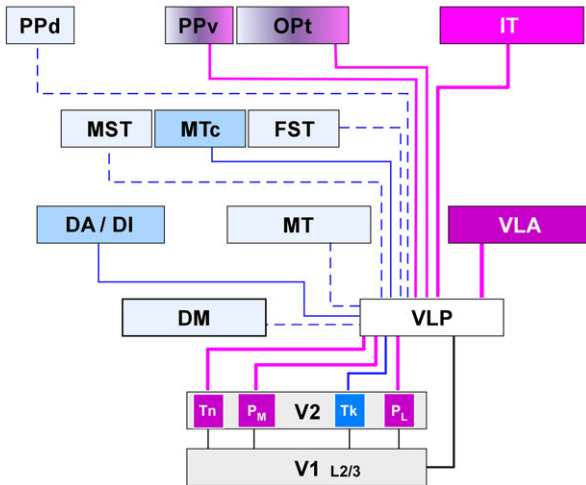 PPd PPv OPt IT
MST MTc FST
DA / DI MT VLA
DM VLP
Tn PM V2 Tk PL
V1 L2/3